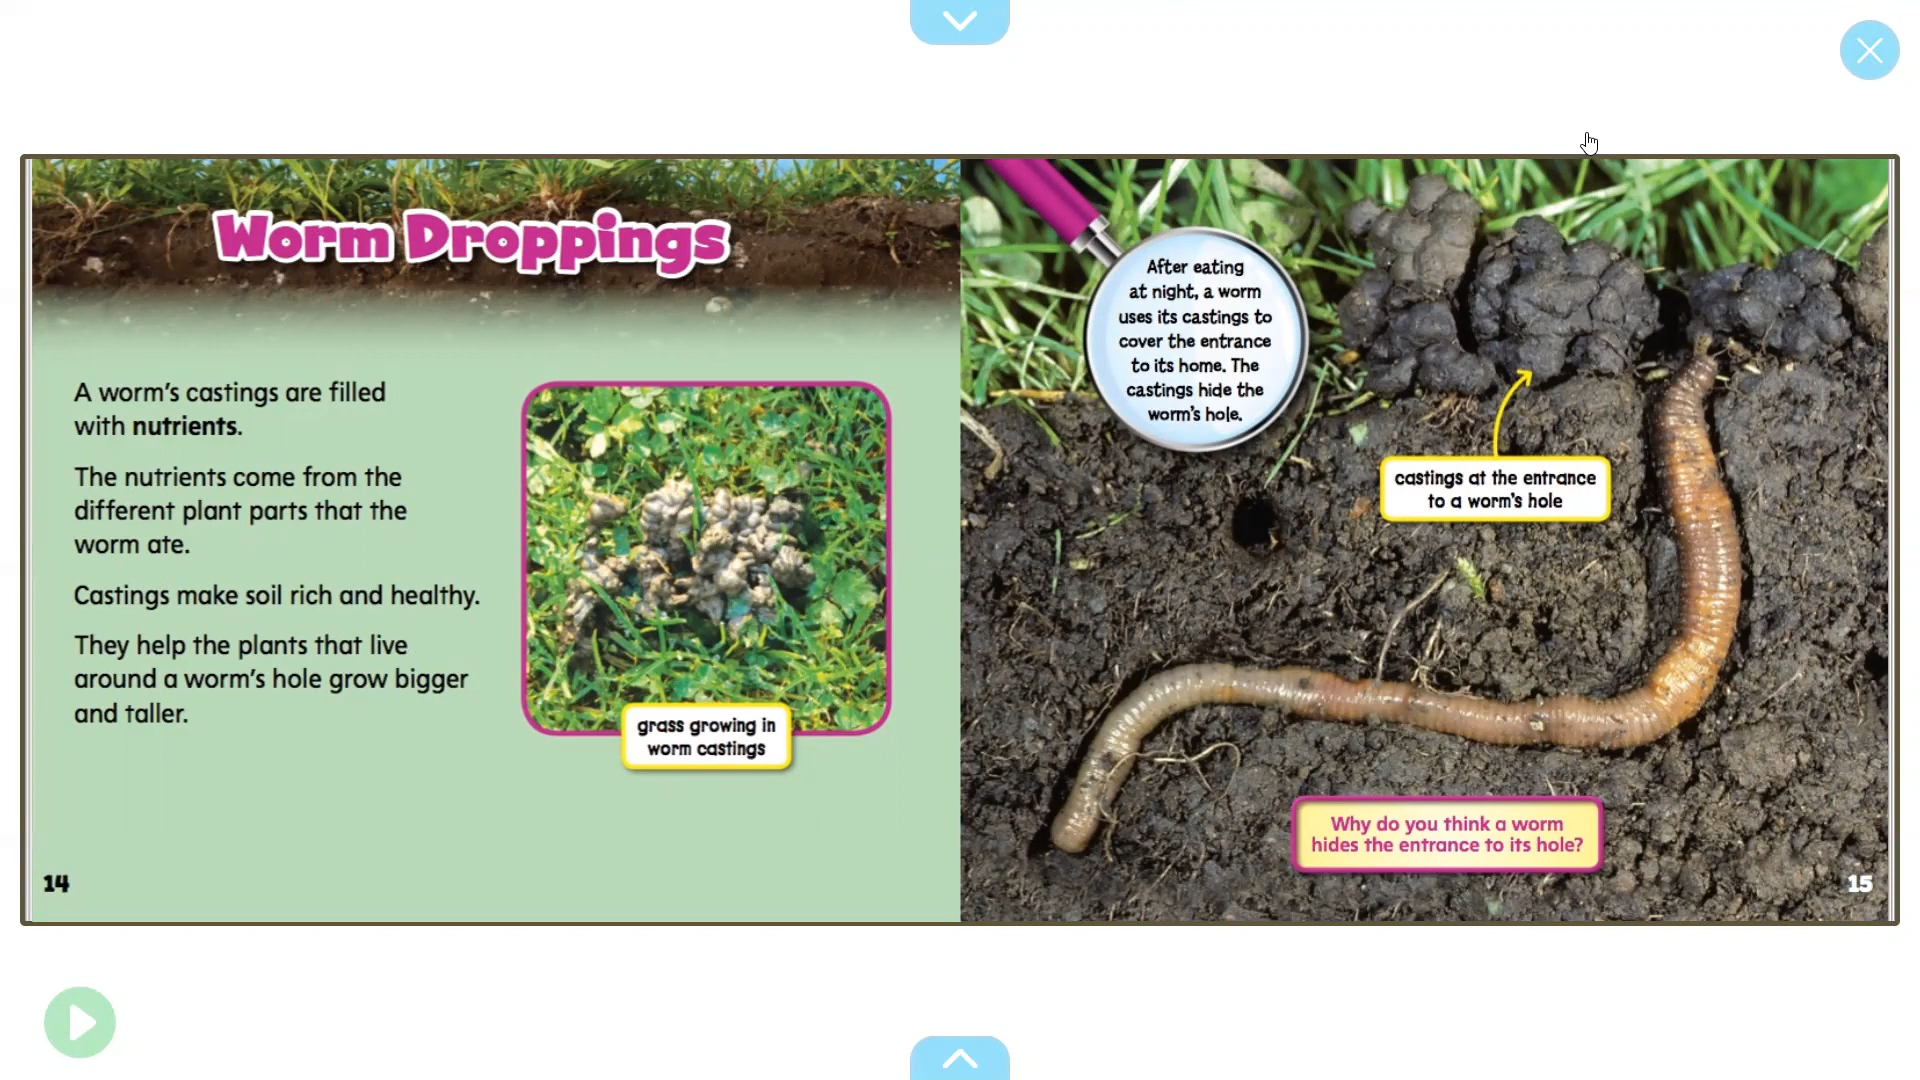 Worm Droppings
A worm's castings are filled
with nutrients.
The nutrients come from the
different plant parts that the
worm ate.
Castings make soil rich and healthy.
They help the plants that live
around a worm's hole grow bigger
and taller.
grass growing in
worm castings
14
After eating
at night, a worm
uses its castings to
cover the entrance
to its home. The
castings hide the
worm's hole.
castings at the entrance
to a worm's hole
Why do you think a worm
hides the entrance to its hole?
15